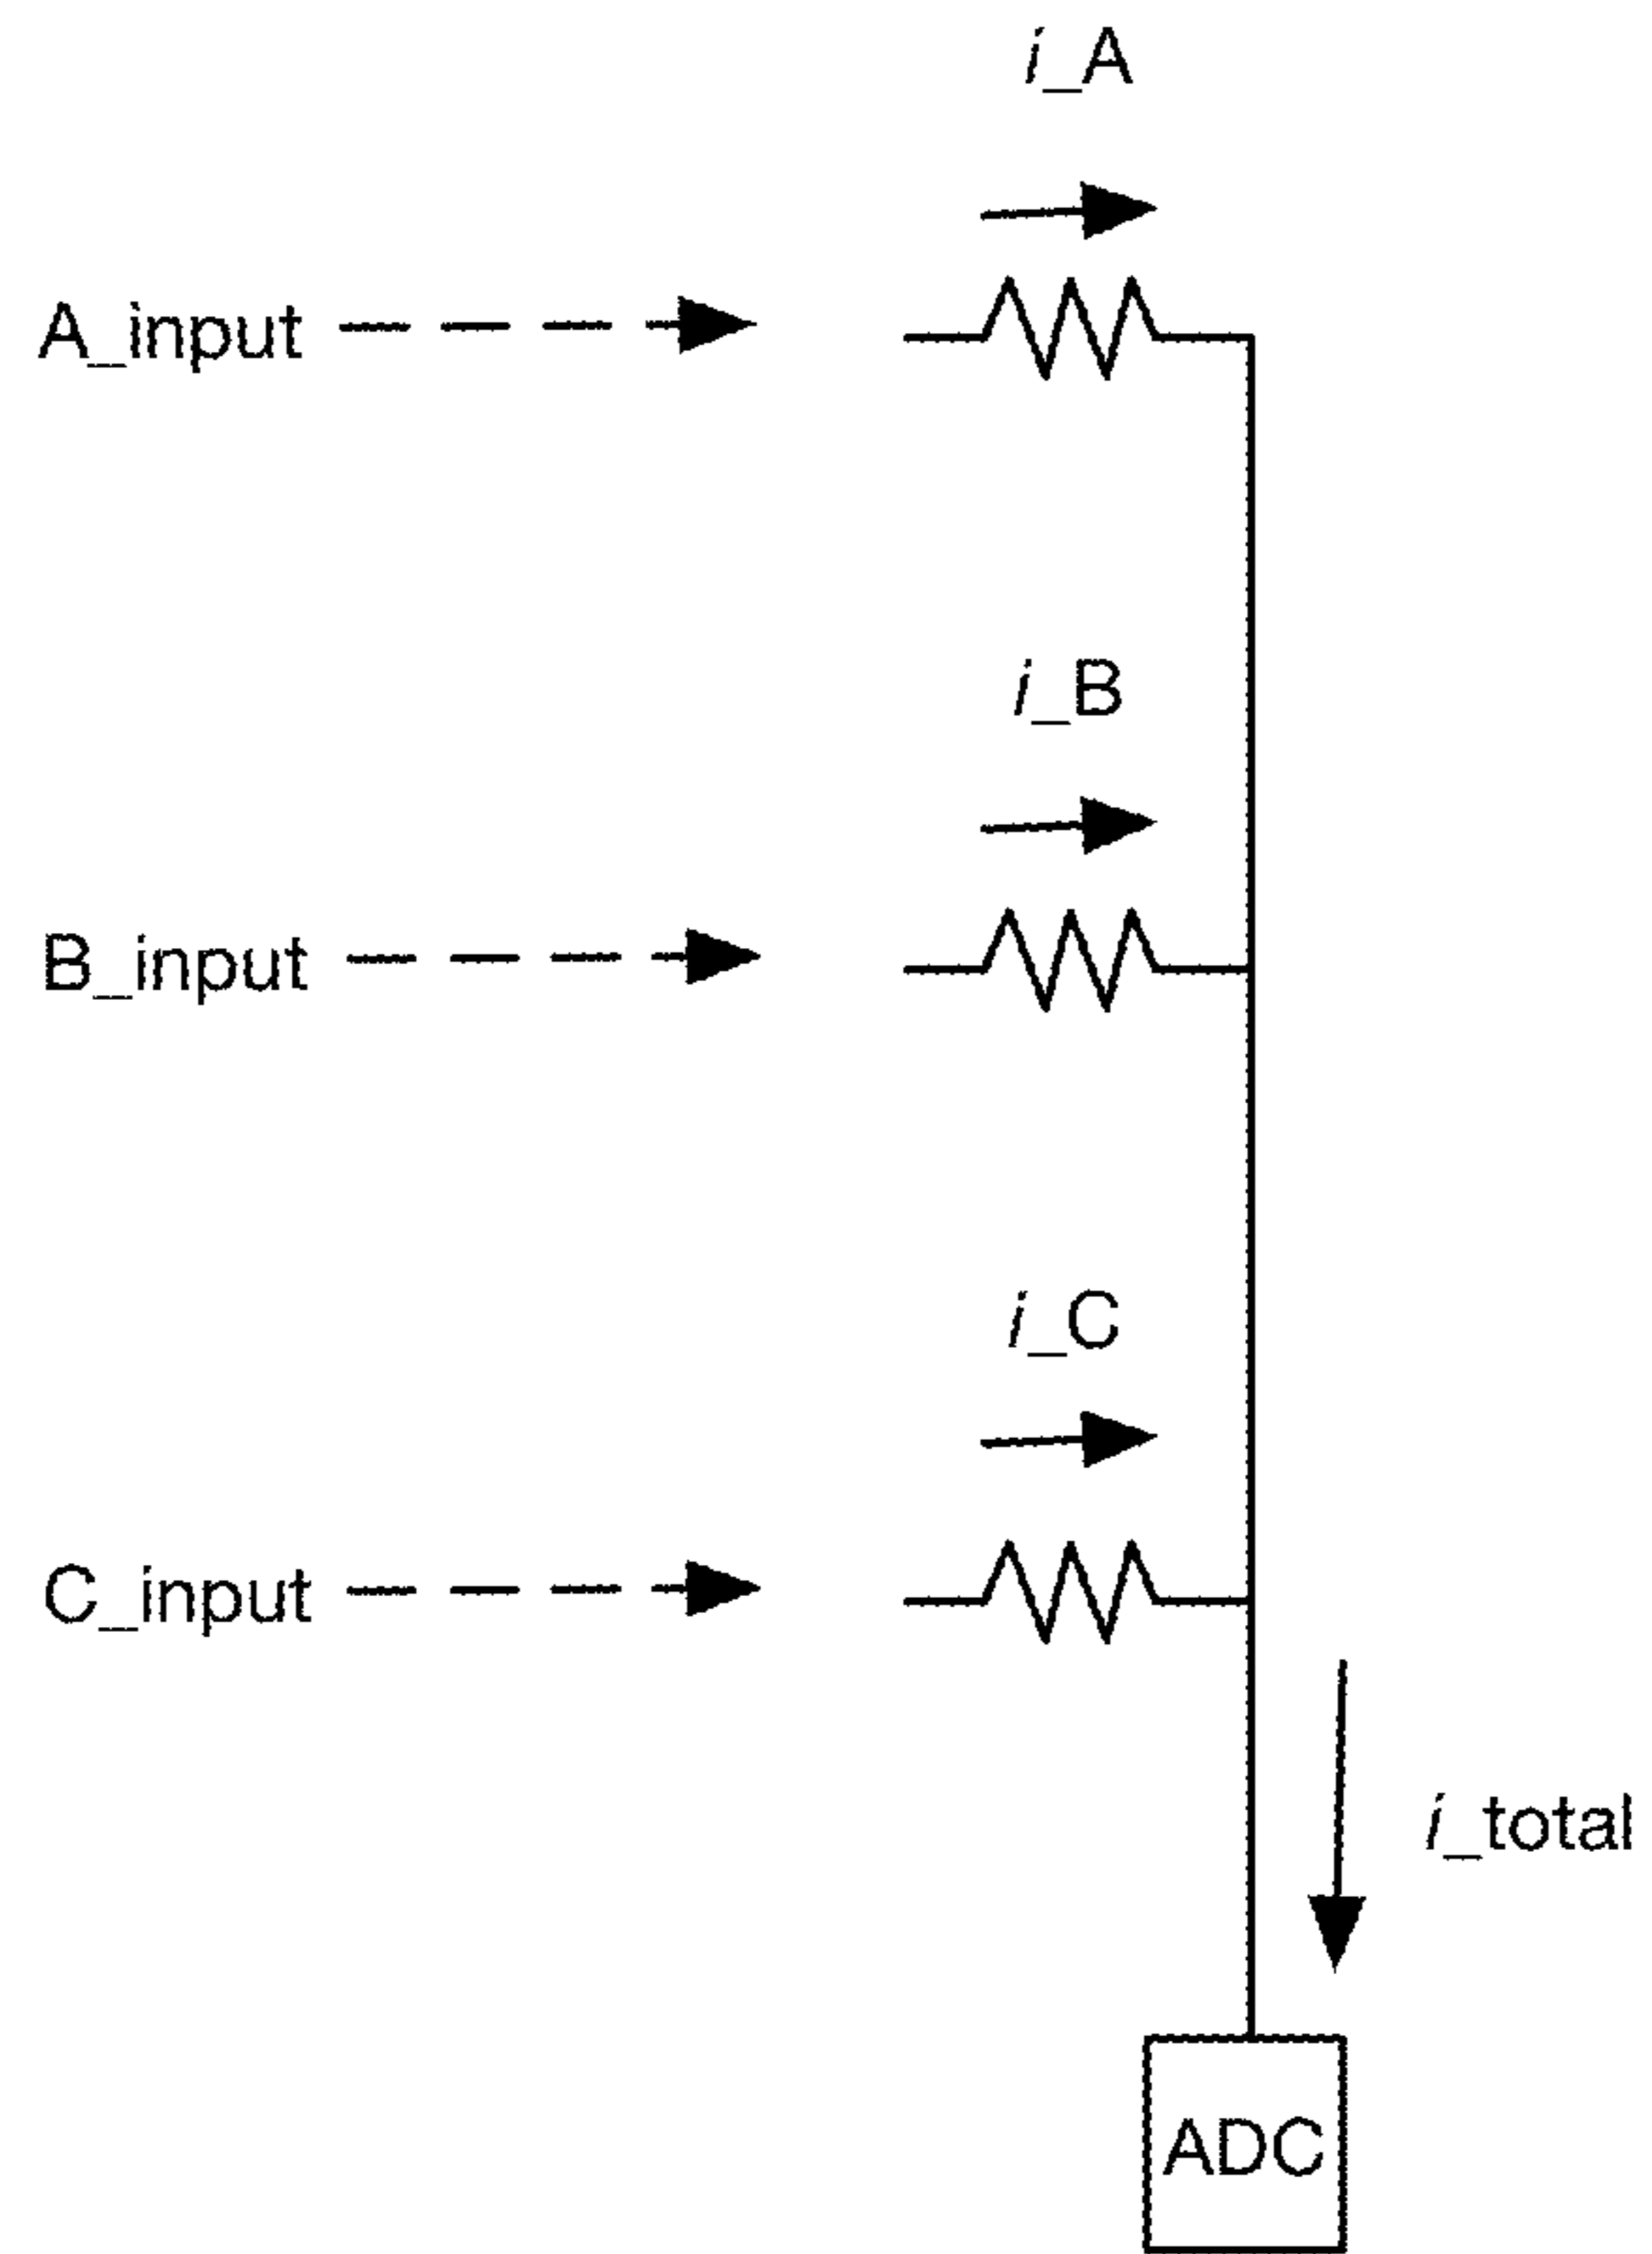 i_A
A_input
i_B
B_input
i_C
C_input
i_total
ADC